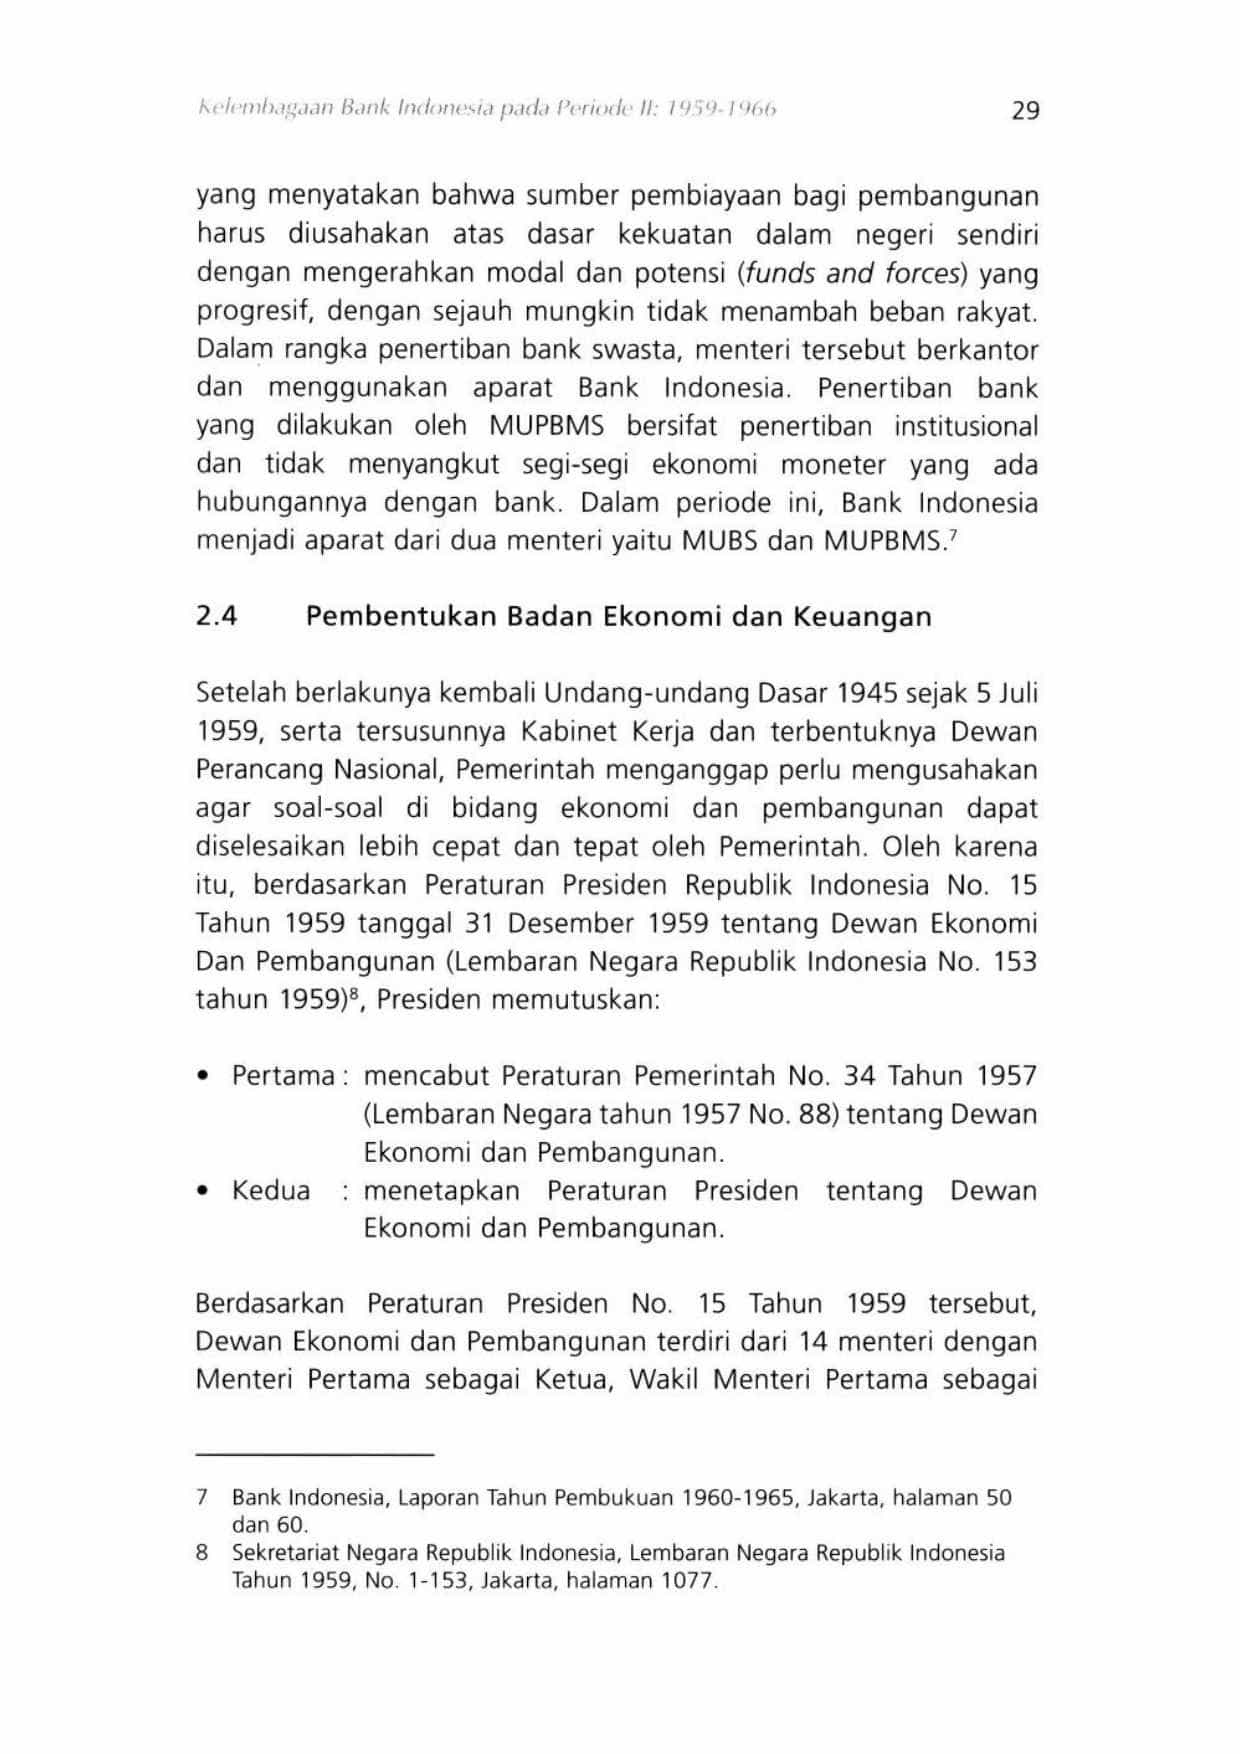 Kelembagaan Bank Indonesia pada Periode II: 1959-1966 29
yang menyatakan bahwa sumber pembiayaan bagi pembangunan
harus diusahakan atas dasar kekuatan dalam negeri sendiri
dengan mengerahkan modal dan potensi (funds and forces) yang
progresif, dengan sejauh mungkin tidak menambah beban rakyat.
Dalam rangka penertiban bank swasta, menteri tersebut berkantor
dan menggunakan aparat Bank Indonesia. Penertiban bank
yang dilakukan oleh MUPBMS bersifat penertiban institusional
dan tidak menyangkut segi-segi ekonomi moneter yang ada
hubungannya dengan bank. Dalam periode ini, Bank Indonesia
menjadi aparat dari dua menteri yaitu MUBS dan MUPBMS.⁷
2.4 Pembentukan Badan Ekonomi dan Keuangan
Setelah berlakunya kembali Undang-undang Dasar 1945 sejak 5 Juli
1959, serta tersusunnya Kabinet Kerja dan terbentuknya Dewan
Perancang Nasional, Pemerintah menganggap perlu mengusahakan
agar soal-soal di bidang ekonomi dan pembangunan dapat
diselesaikan lebih cepat dan tepat oleh Pemerintah. Oleh karena
itu, berdasarkan Peraturan Presiden Republik Indonesia No. 15
Tahun 1959 tanggal 31 Desember 1959 tentang Dewan Ekonomi
Dan Pembangunan (Lembaran Negara Republik Indonesia No. 153
tahun 1959)⁸, Presiden memutuskan:
• Pertama : mencabut Peraturan Pemerintah No. 34 Tahun 1957
(Lembaran Negara tahun 1957 No. 88) tentang Dewan
Ekonomi dan Pembangunan.
• Kedua : menetapkan Peraturan Presiden tentang Dewan
Ekonomi dan Pembangunan.
Berdasarkan Peraturan Presiden No. 15 Tahun 1959 tersebut,
Dewan Ekonomi dan Pembangunan terdiri dari 14 menteri dengan
Menteri Pertama sebagai Ketua, Wakil Menteri Pertama sebagai
7 Bank Indonesia, Laporan Tahun Pembukuan 1960-1965, Jakarta, halaman 50
dan 60.
8 Sekretariat Negara Republik Indonesia, Lembaran Negara Republik Indonesia
Tahun 1959, No. 1-153, Jakarta, halaman 1077.